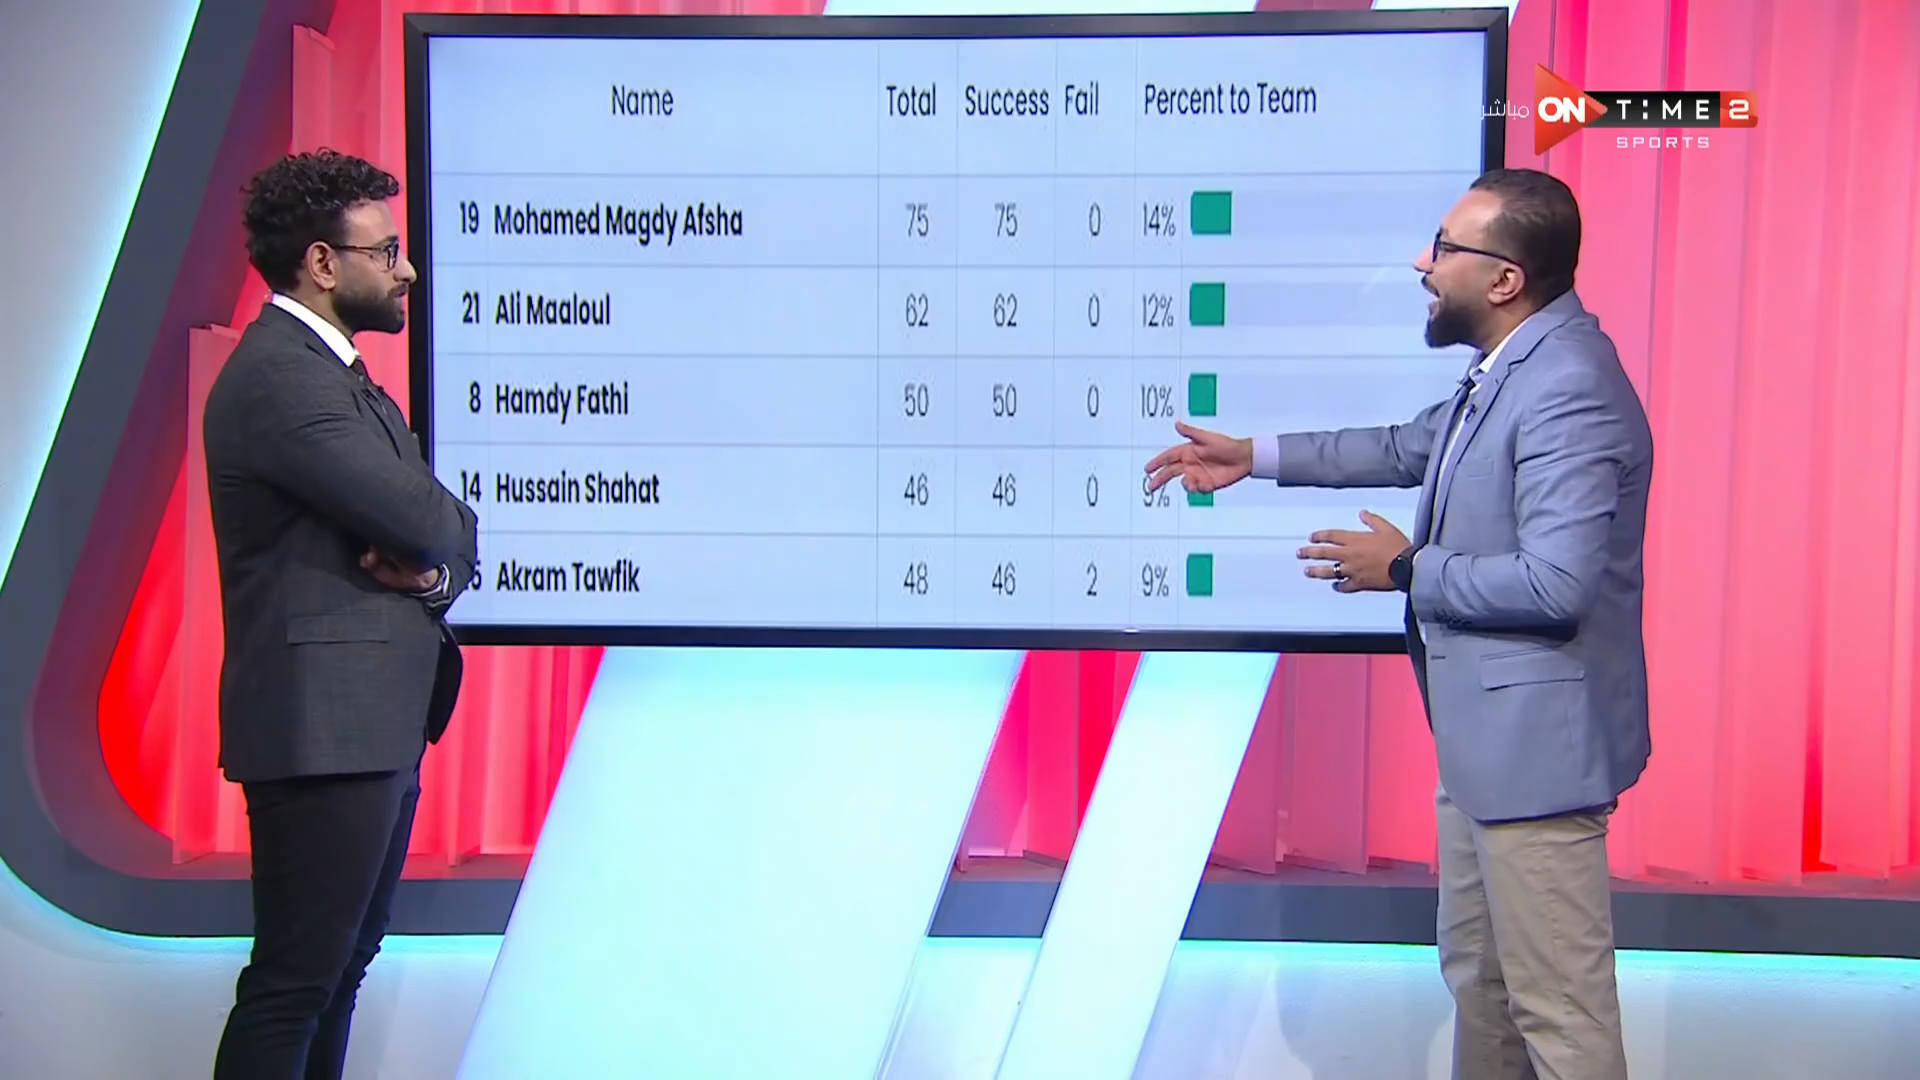 Name Total Success Fail Percent to Team
19 Mohamed Magdy Afsha 75 75 0 14%
21 Ali Maaloul 62 62 0 12%
8 Hamdy Fathi 50 50 0 10%
14 Hussain Shahat 46 46 0 9%
5 Akram Tawfik 48 46 2 9%
مباشر ON TIME 2
SPORTS